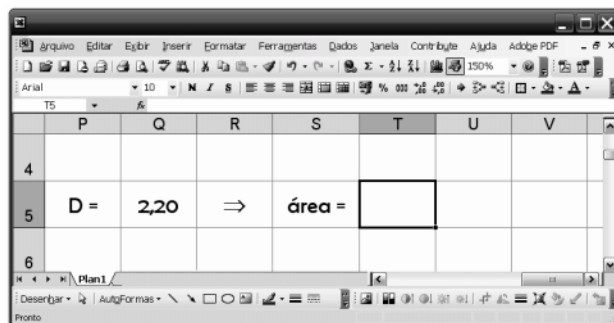 Arquivo Editar Exibir Inserir Formatar Ferramentas Dados Janela Contribute Ajuda Adobe PDF
150%
Arial 10 N I S % 000
T5 fx
P Q R S T U V
4
5 D = 2,20 ⇒ área =
6
Plan1
Desenhar AutoFormas
Pronto